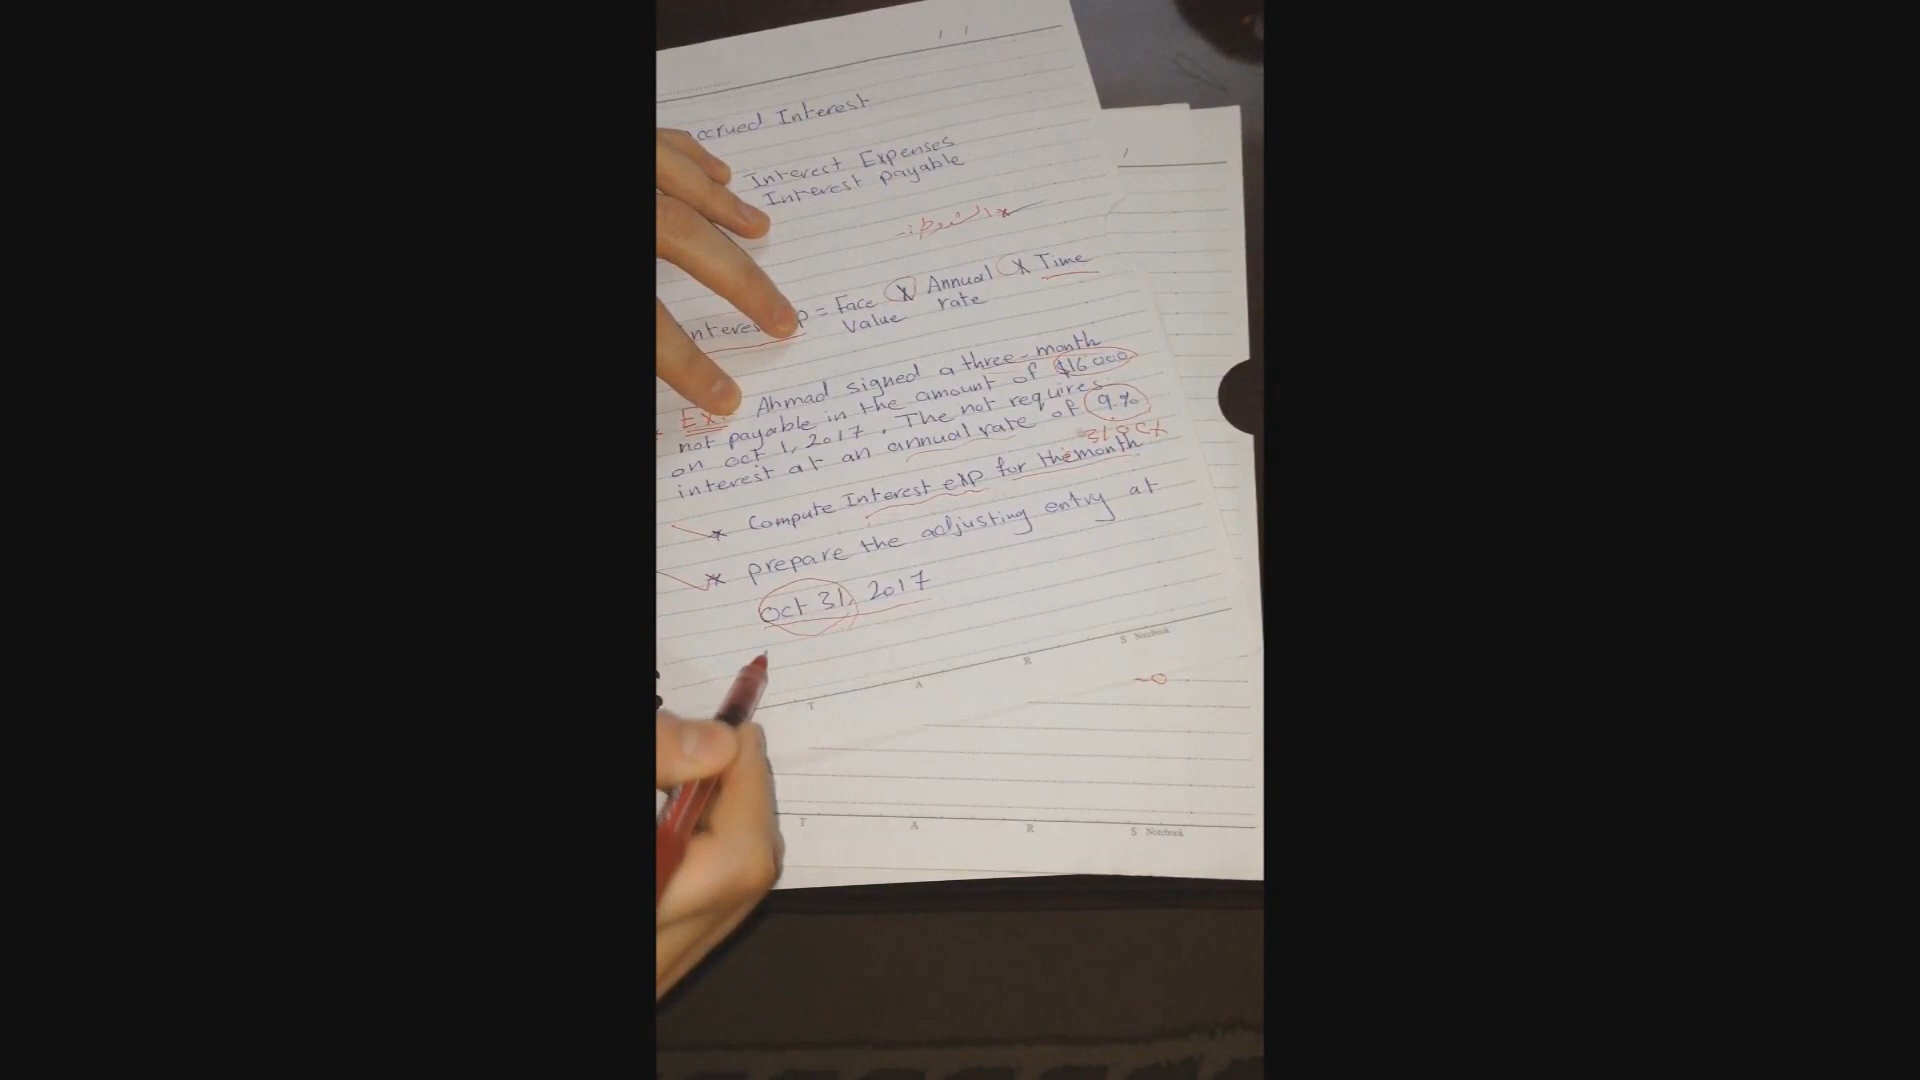 ccrued Interest
Interest Expenses
Interest payable
الشروط:-
Interes p = Face X Annual X Time
Value rate
Ex: Ahmad signed a three-month
not payable in the amount of $16000
on oct 1, 2017. The not requires
interest at an annual rate of 9%
31 oct
* Compute Interest exp for the month
* prepare the adjusting entry at
oct 31, 2017
T A R S Notebook
T A R S Notebook